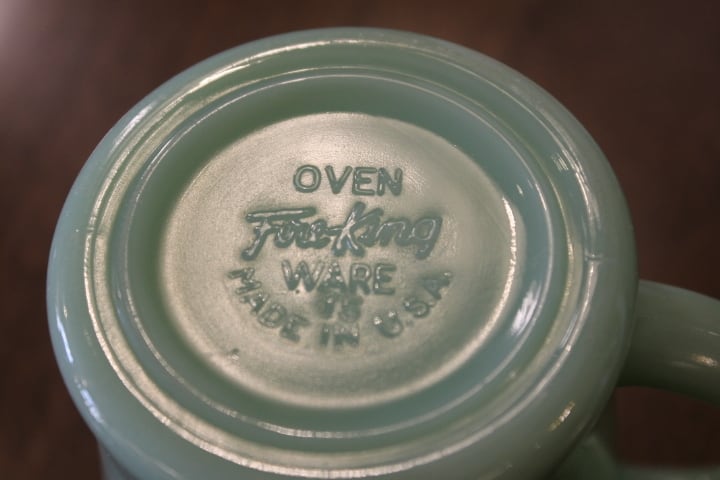 OVEN
Fire-King
WARE
15
MADE IN U.S.A.